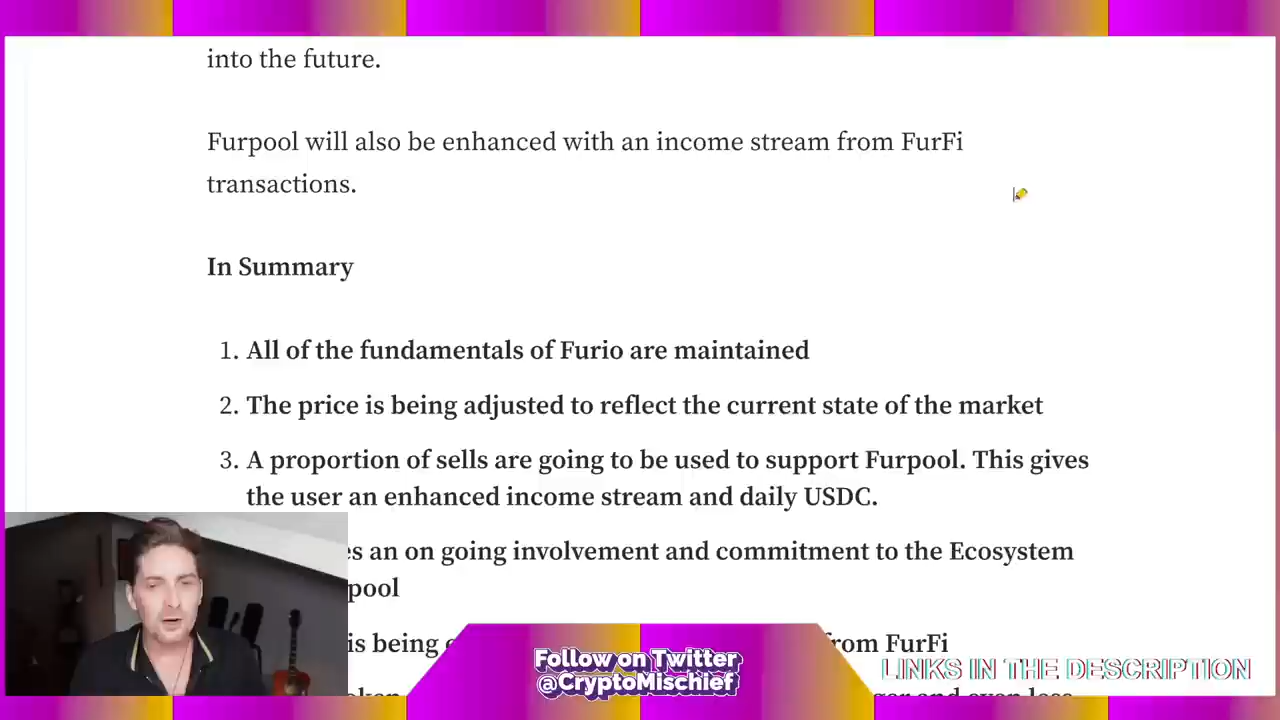 into the future.
Furpool will also be enhanced with an income stream from FurFi
transactions.
In Summary
1. All of the fundamentals of Furio are maintained
2. The price is being adjusted to reflect the current state of the market
3. A proportion of sells are going to be used to support Furpool. This gives
the user an enhanced income stream and daily USDC.
an on going involvement and commitment to the Ecosystem
is being
from FurFi
and even less
Follow on Twitter
@CryptoMischief
LINKS IN THE DESCRIPTION